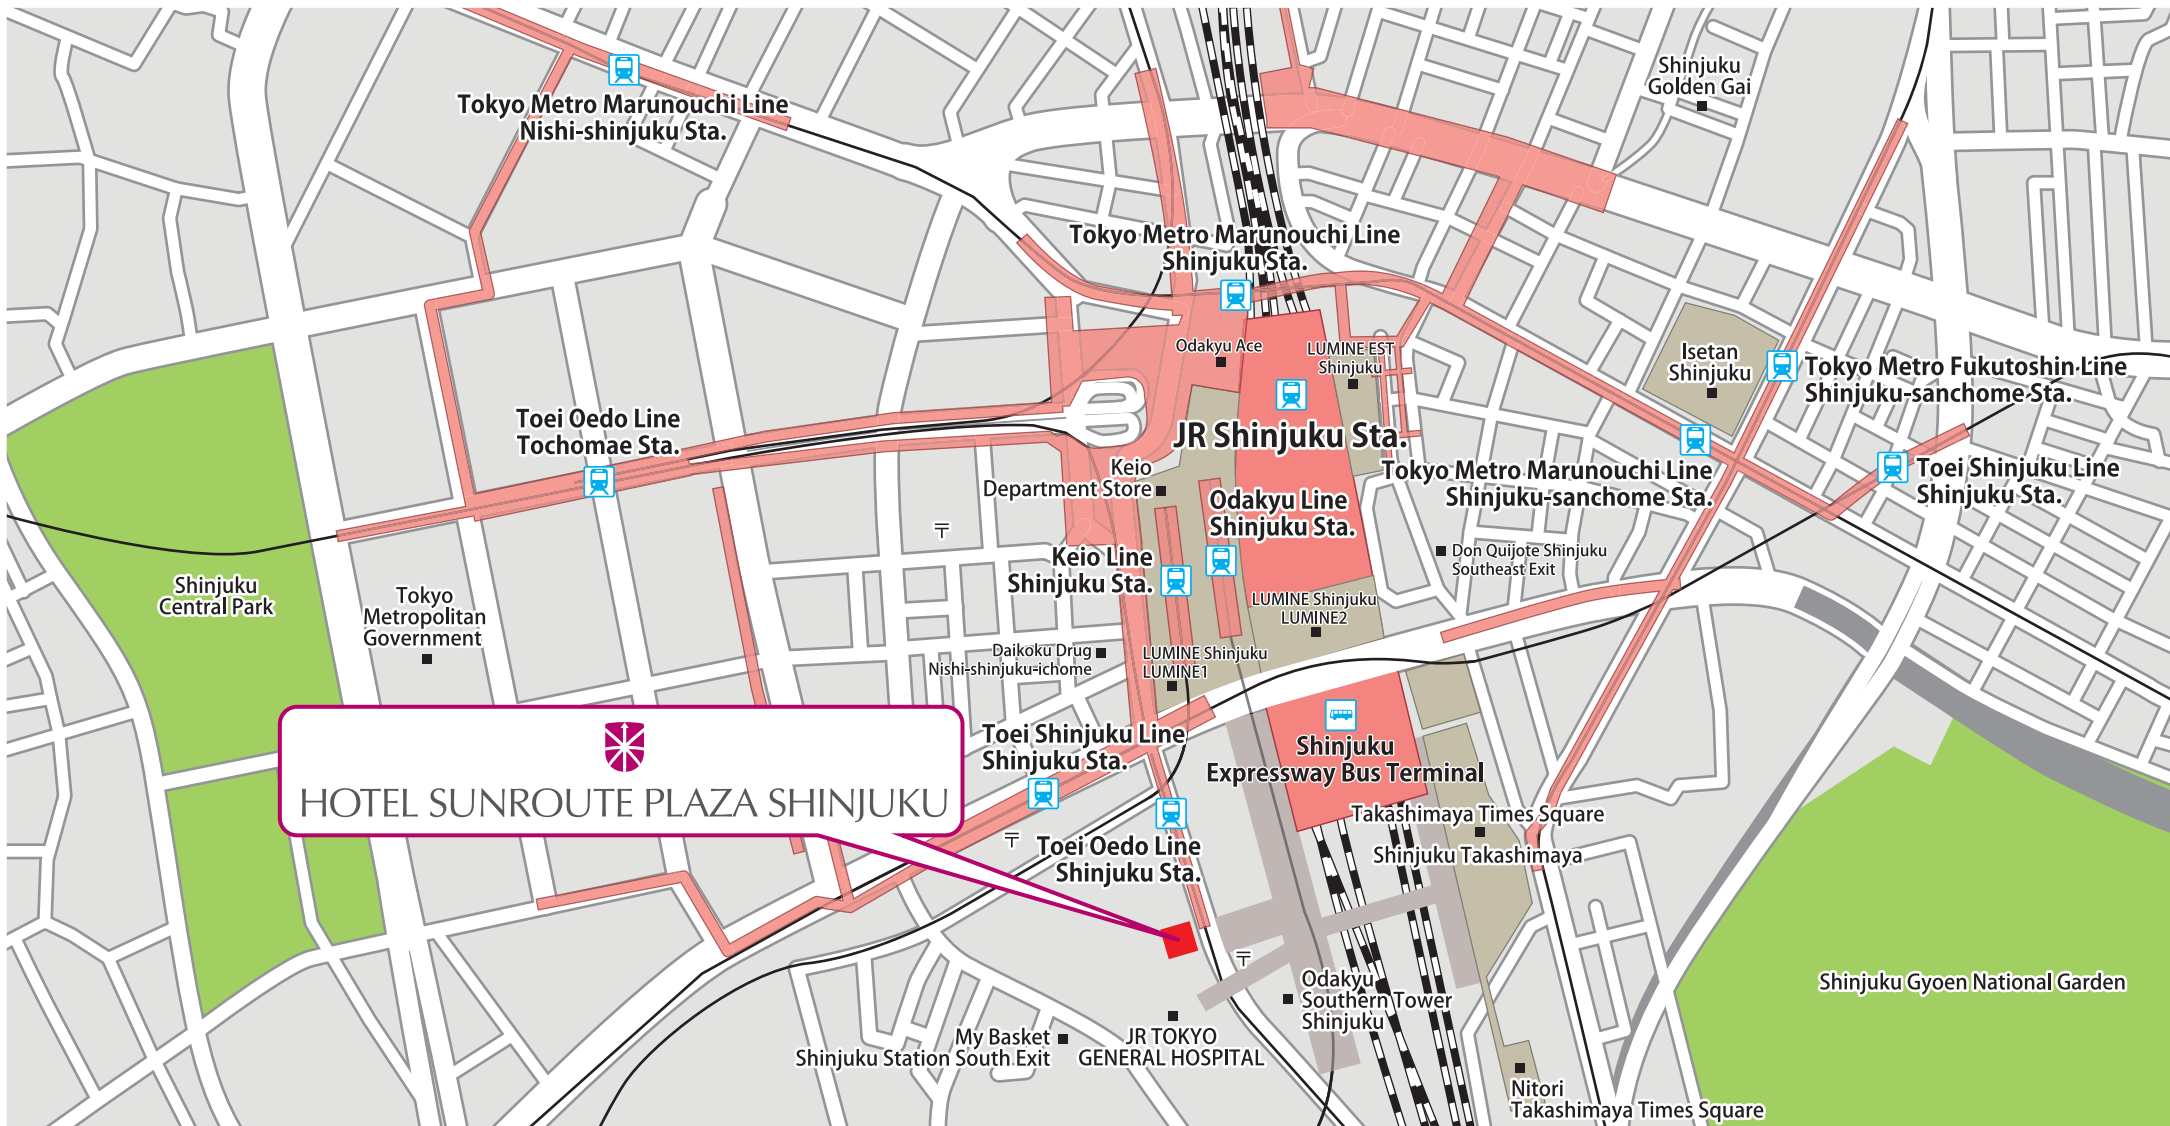 Shinjuku
Golden Gai
Tokyo Metro Marunouchi Line
Nishi-shinjuku Sta.
Tokyo Metro Marunouchi Line
Shinjuku Sta.
Odakyu Ace
LUMINE EST
Shinjuku
Isetan
Shinjuku
Tokyo Metro Fukutoshin Line
Shinjuku-sanchome Sta.
Toei Oedo Line
Tochomae Sta.
JR Shinjuku Sta.
Keio
Department Store
Tokyo Metro Marunouchi Line
Shinjuku-sanchome Sta.
Toei Shinjuku Line
Shinjuku Sta.
Odakyu Line
Shinjuku Sta.
〒
Keio Line
Shinjuku Sta.
Don Quijote Shinjuku
Southeast Exit
Shinjuku
Central Park
Tokyo
Metropolitan
Government
LUMINE Shinjuku
LUMINE2
Daikoku Drug
Nishi-shinjuku-ichome
LUMINE Shinjuku
LUMINE1
Toei Shinjuku Line
Shinjuku Sta.
Shinjuku
Expressway Bus Terminal
HOTEL SUNROUTE PLAZA SHINJUKU
Takashimaya Times Square
Shinjuku Takashimaya
〒
Toei Oedo Line
Shinjuku Sta.
〒
Odakyu
Southern Tower
Shinjuku
Shinjuku Gyoen National Garden
My Basket
Shinjuku Station South Exit
JR TOKYO
GENERAL HOSPITAL
Nitori
Takashimaya Times Square